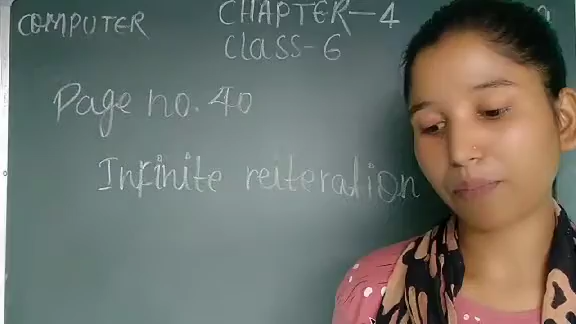 COMPUTER
CHAPTER-4
Class-6
Page no. 40
Infinite reiteration